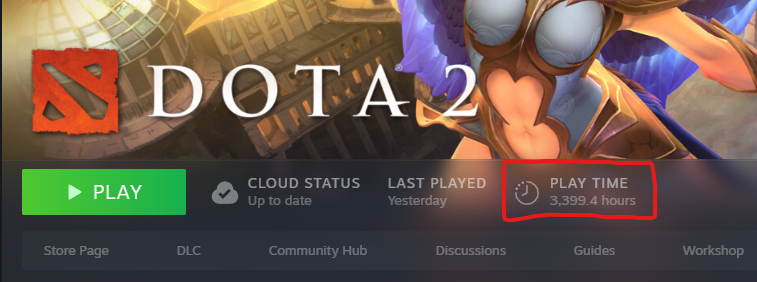 DOTA 2
PLAY
CLOUD STATUS
Up to date
LAST PLAYED
Yesterday
PLAY TIME
3,399.4 hours
Store Page
DLC
Community Hub
Discussions
Guides
Workshop